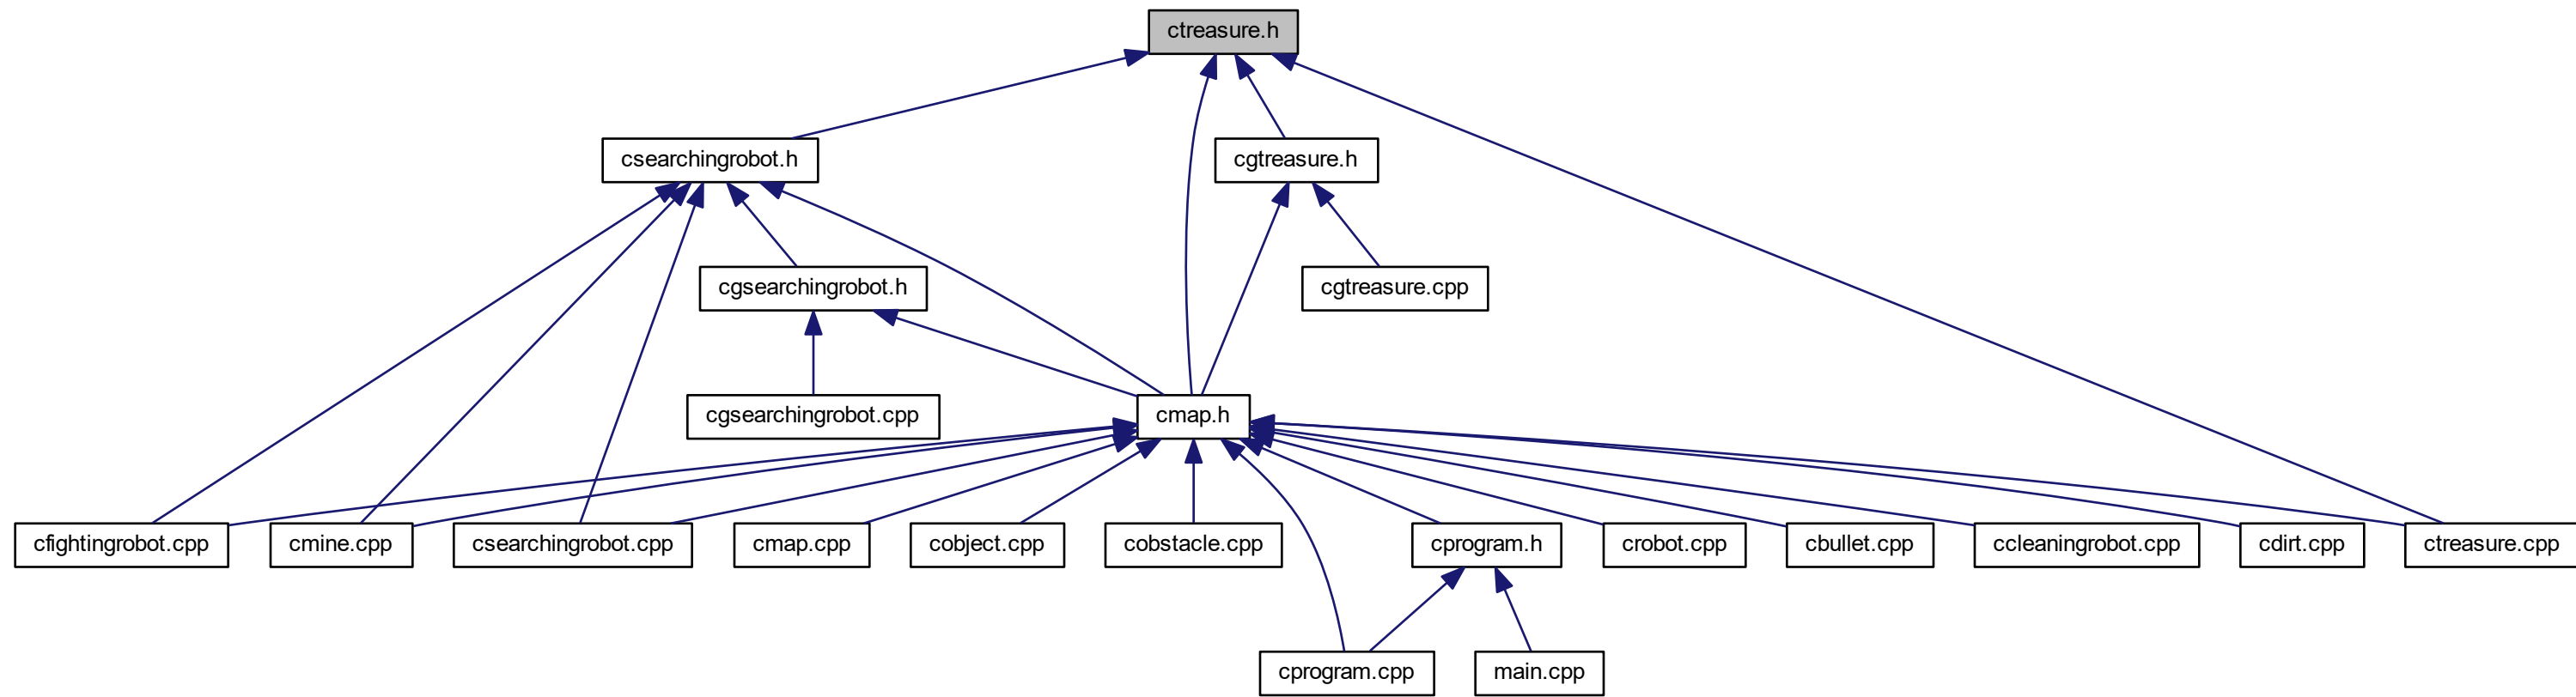 ctreasure.h
csearchingrobot.h
cgtreasure.h
cgsearchingrobot.h
cgtreasure.cpp
cgsearchingrobot.cpp
cmap.h
cfightingrobot.cpp
cmine.cpp
csearchingrobot.cpp
cmap.cpp
cobject.cpp
cobstacle.cpp
cprogram.h
crobot.cpp
cbullet.cpp
ccleaningrobot.cpp
cdirt.cpp
ctreasure.cpp
cprogram.cpp
main.cpp